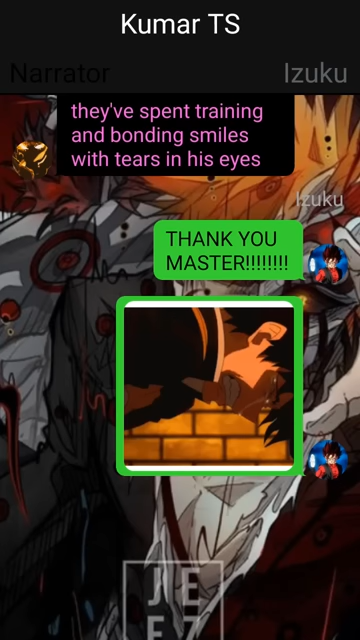 Kumar TS
Narrator
Izuku
they've spent training
and bonding smiles
with tears in his eyes
Izuku
THANK YOU
MASTER!!!!!!!!
JE